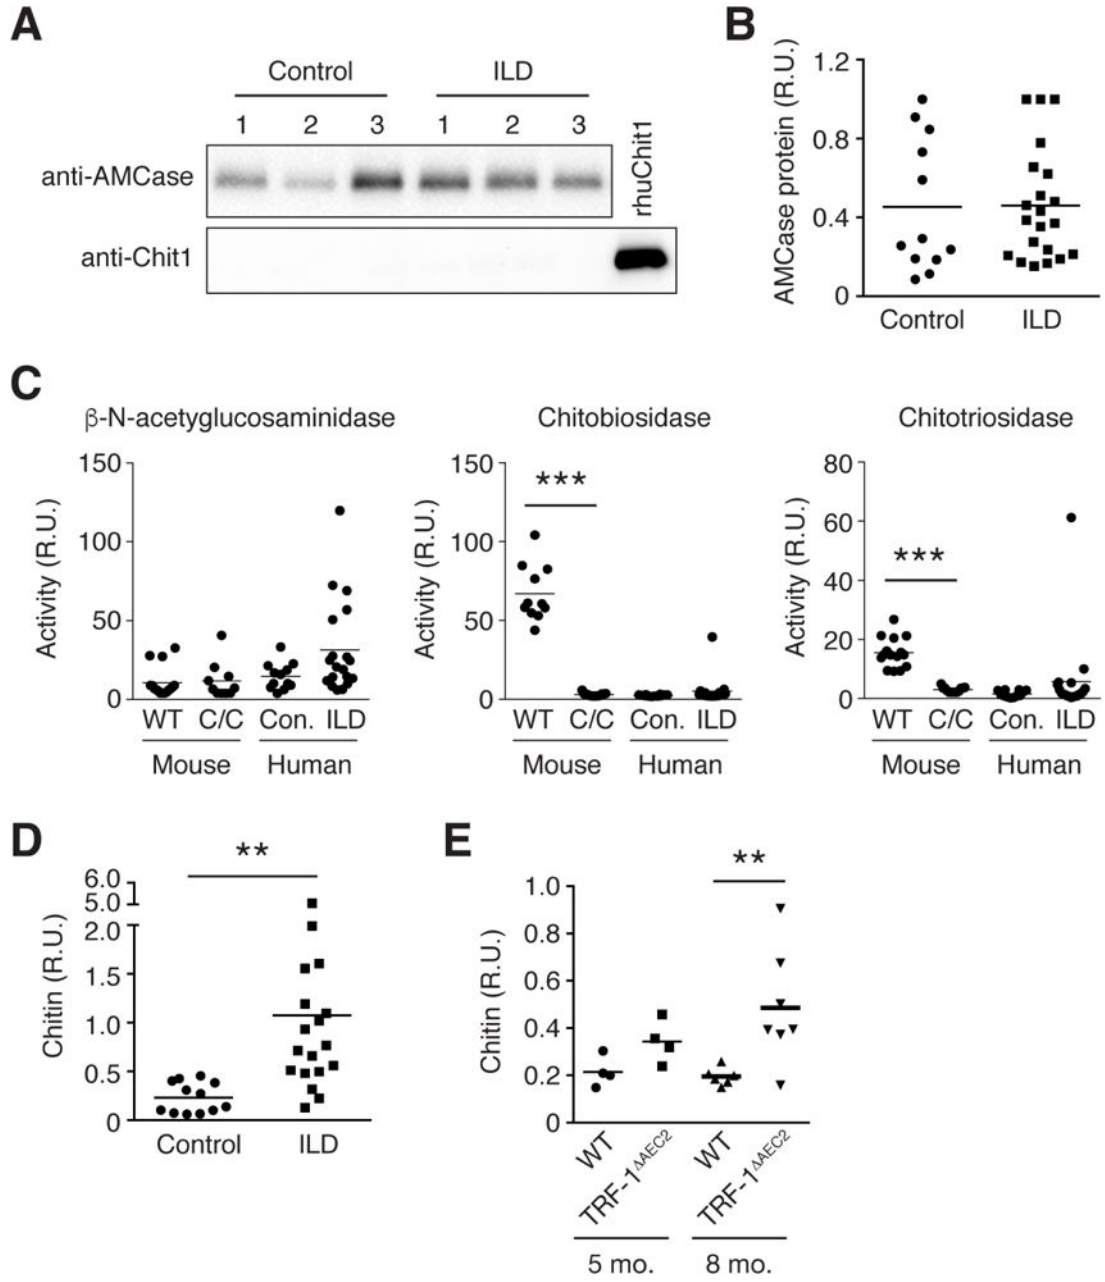 A
Control ILD
1 2 3 1 2 3 rhuChit1
anti-AMCase
anti-Chit1
B
AMCase protein (R.U.)
1.2
0.8
0.4
0
Control ILD
C
β-N-acetyglucosaminidase
Activity (R.U.)
150
100
50
0
WT C/C Con. ILD
Mouse Human
Chitobiosidase
Activity (R.U.)
150
100
50
0
***
WT C/C Con. ILD
Mouse Human
Chitotriosidase
Activity (R.U.)
80
60
40
20
0
***
WT C/C Con. ILD
Mouse Human
D
Chitin (R.U.)
**
6.0
5.0
2.0
1.5
1.0
0.5
0
Control ILD
E
Chitin (R.U.)
**
1.0
0.8
0.6
0.4
0.2
0
WT TRF-1ΔAEC2 WT TRF-1ΔAEC2
5 mo. 8 mo.